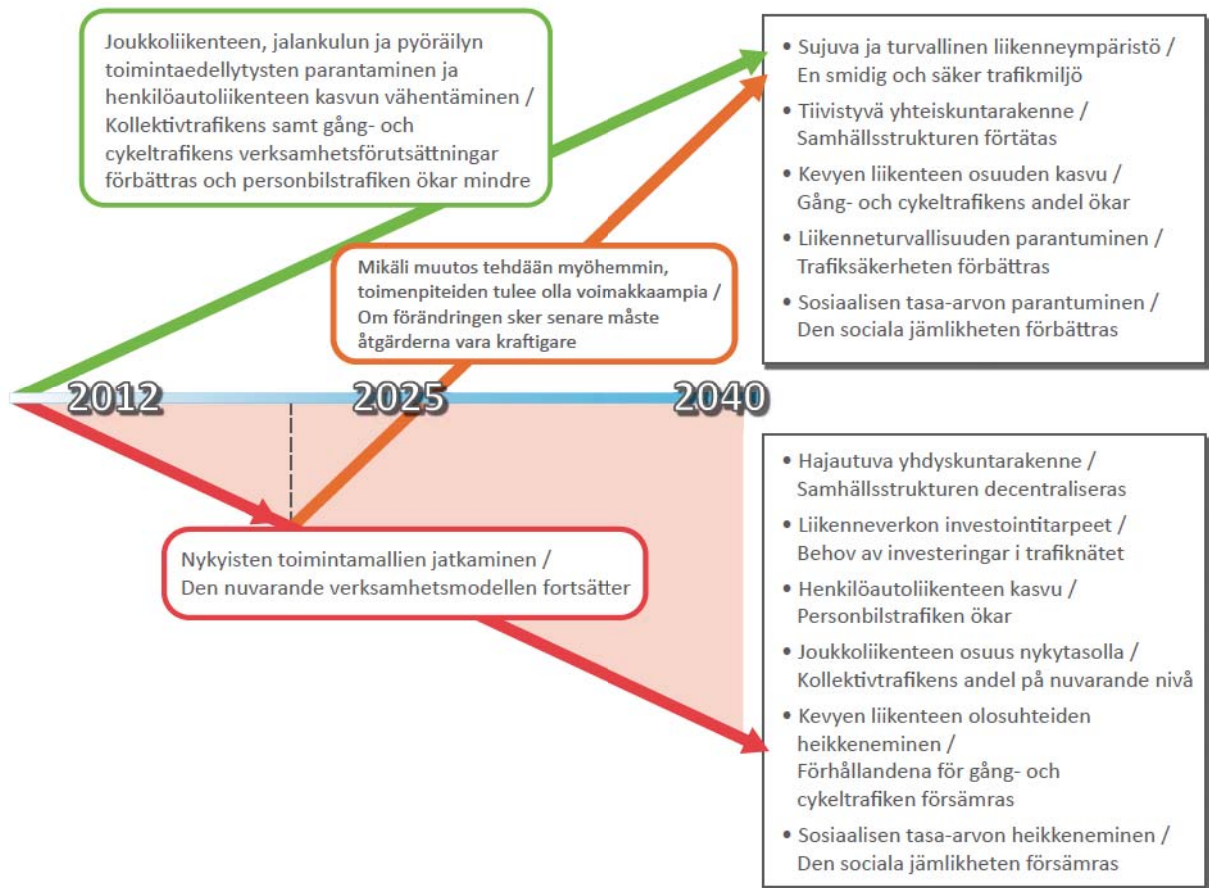 Joukkoliikenteen, jalankulun ja pyöräilyn
toimintaedellytysten parantaminen ja
henkilöautoliikenteen kasvun vähentäminen /
Kollektivtrafikens samt gång- och
cykeltrafikens verksamhetsförutsättningar
förbättras och personbilstrafiken ökar mindre
• Sujuva ja turvallinen liikenneympäristö /
En smidig och säker trafikmiljö
• Tiivistyvä yhteiskuntarakenne /
Samhällsstrukturen förtätas
• Kevyen liikenteen osuuden kasvu /
Gång- och cykeltrafikens andel ökar
• Liikenneturvallisuuden parantuminen /
Trafiksäkerheten förbättras
• Sosiaalisen tasa-arvon parantuminen /
Den sociala jämlikheten förbättras
Mikäli muutos tehdään myöhemmin,
toimenpiteiden tulee olla voimakkaampia /
Om förändringen sker senare måste
åtgärderna vara kraftigare
2012 2025 2040
Nykyisten toimintamallien jatkaminen /
Den nuvarande verksamhetsmodellen fortsätter
• Hajautuva yhdyskuntarakenne /
Samhällsstrukturen decentraliseras
• Liikenneverkon investointitarpeet /
Behov av investeringar i trafiknätet
• Henkilöautoliikenteen kasvu /
Personbilstrafiken ökar
• Joukkoliikenteen osuus nykytasolla /
Kollektivtrafikens andel på nuvarande nivå
• Kevyen liikenteen olosuhteiden
heikkeneminen /
Förhållandena för gång- och
cykeltrafiken försämras
• Sosiaalisen tasa-arvon heikkeneminen /
Den sociala jämlikheten försämras